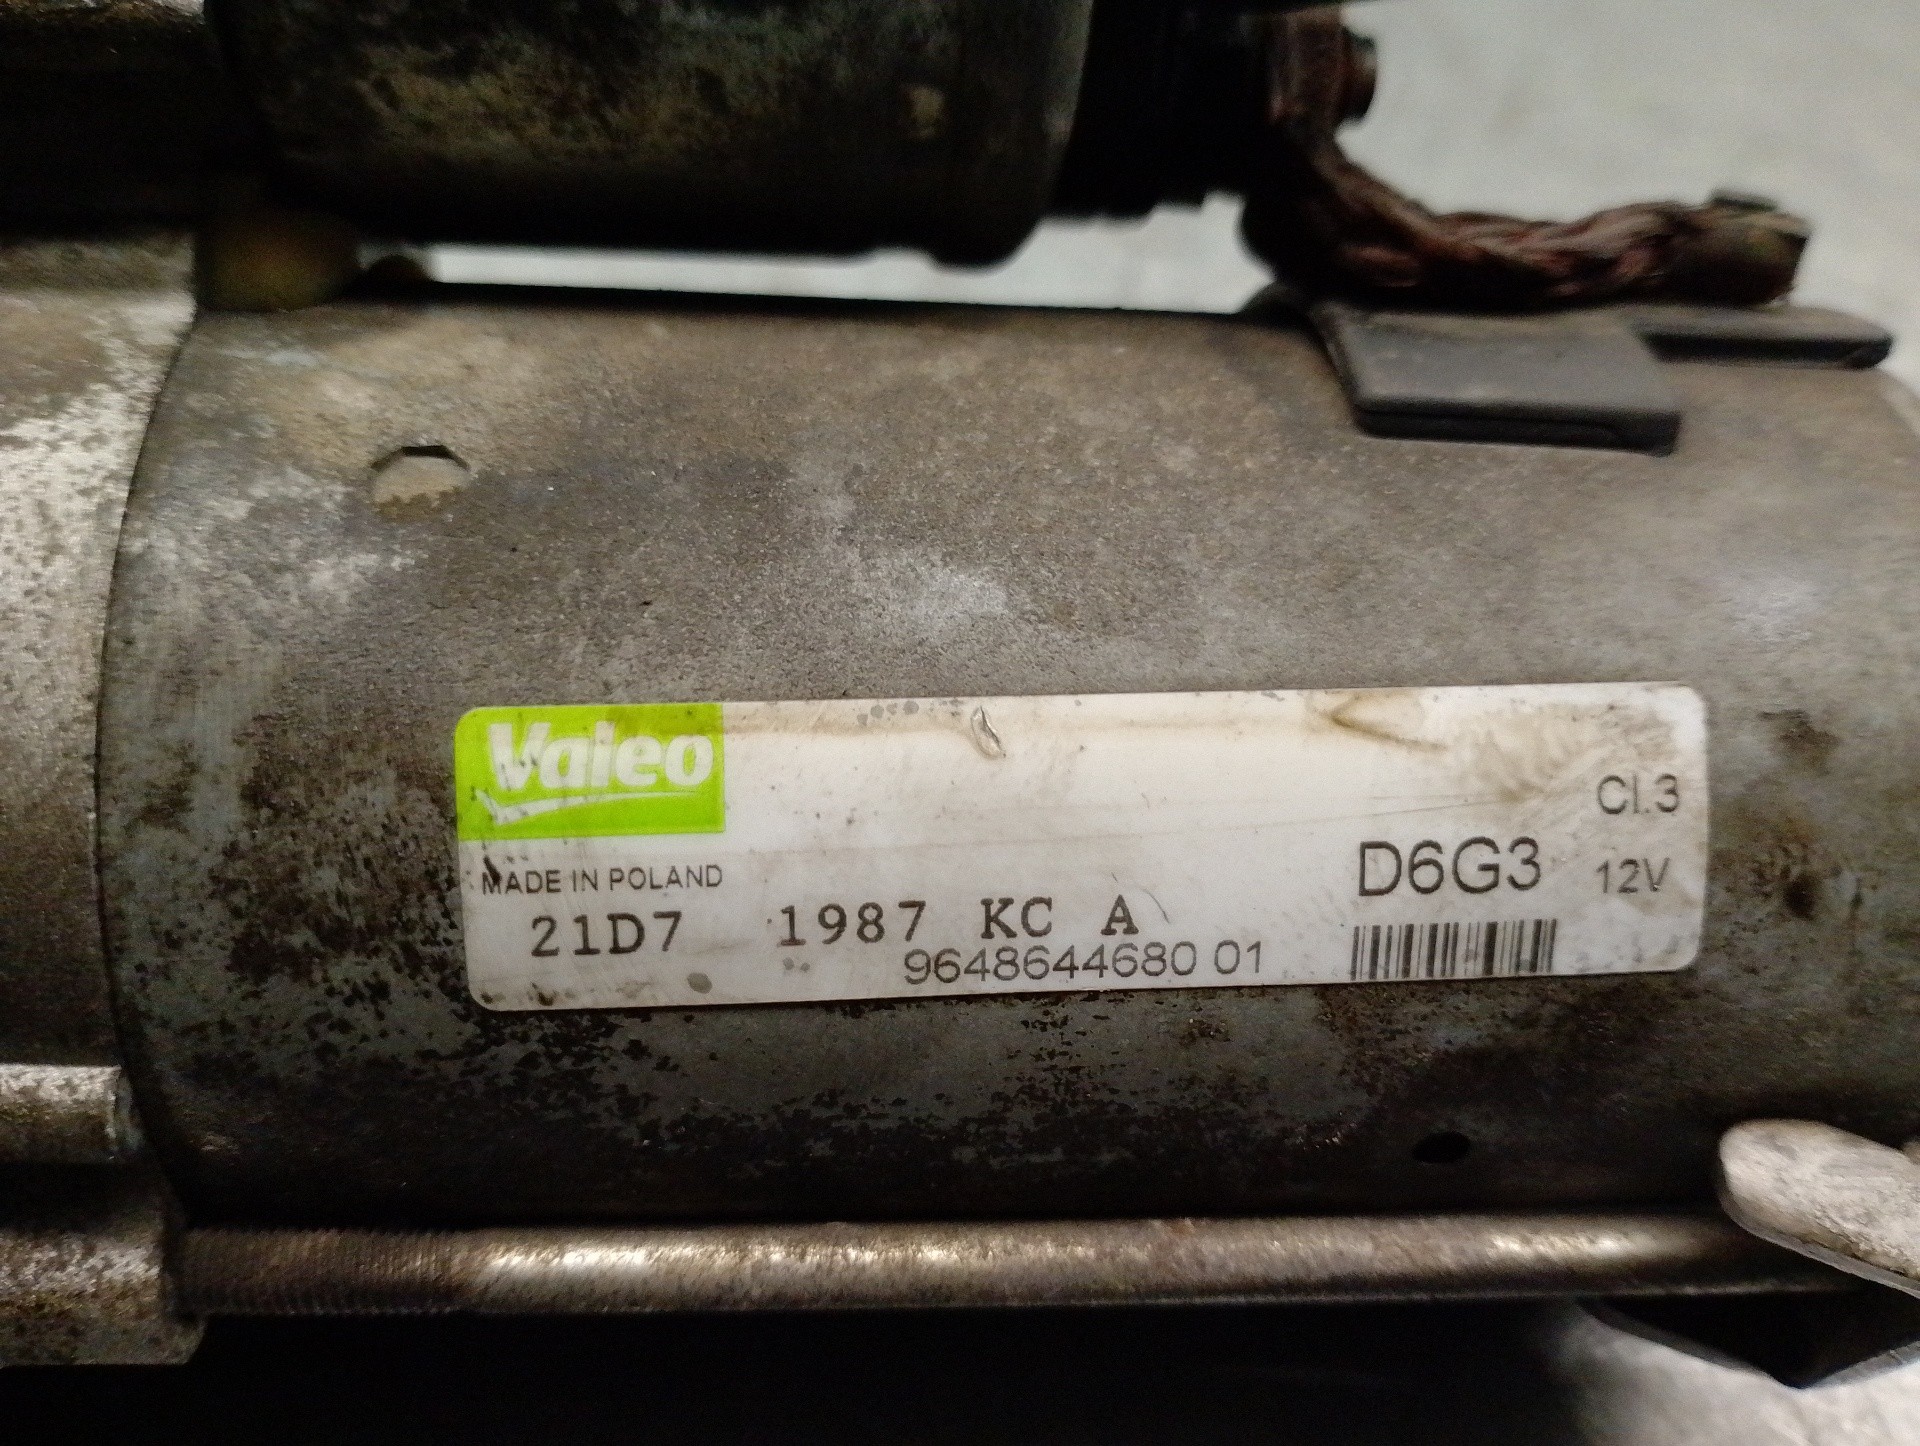 Valeo
MADE IN POLAND
21D7 1987 KC A
9648644680 01
D6G3
Cl.3
12V